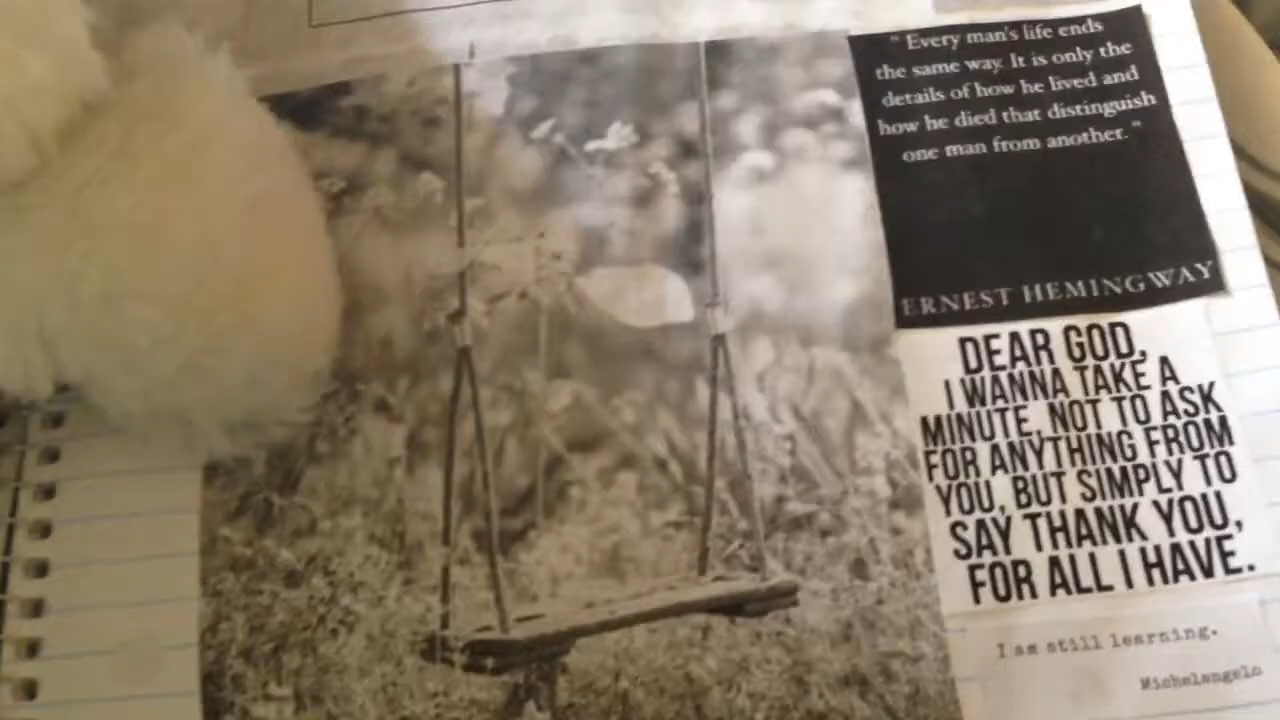 " Every man's life ends
the same way. It is only the
details of how he lived and
how he died that distinguish
one man from another. "
ERNEST HEMINGWAY
DEAR GOD,
I WANNA TAKE A
MINUTE, NOT TO ASK
FOR ANYTHING FROM
YOU, BUT SIMPLY TO
SAY THANK YOU,
FOR ALL I HAVE.
I am still learning.
Michelangelo